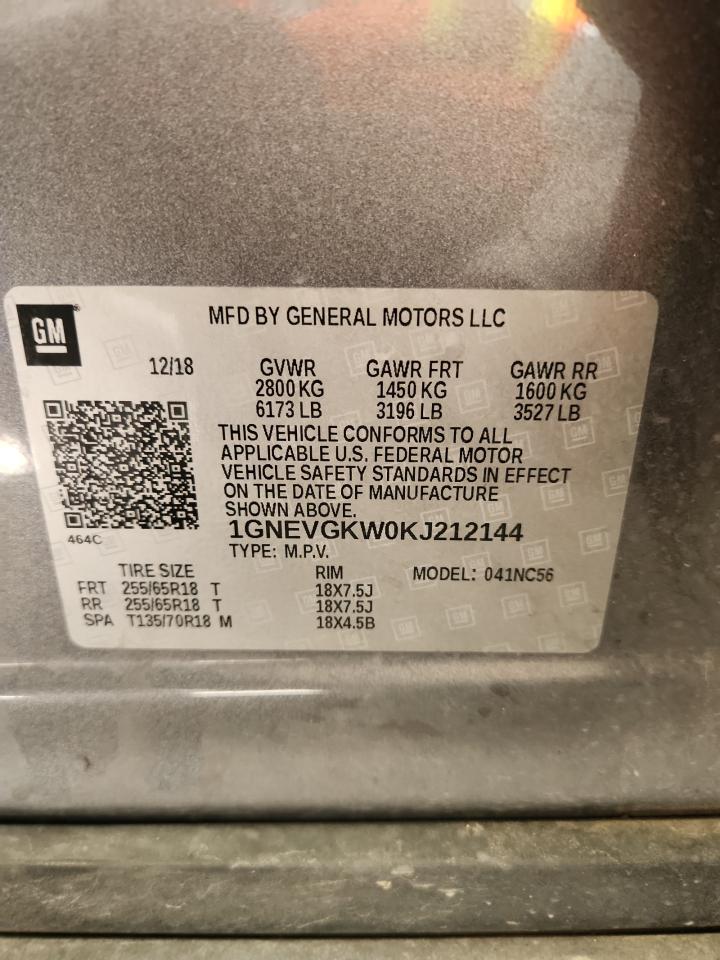 GM
MFD BY GENERAL MOTORS LLC
12/18 GVWR GAWR FRT GAWR RR
2800 KG 1450 KG 1600 KG
6173 LB 3196 LB 3527 LB
THIS VEHICLE CONFORMS TO ALL
APPLICABLE U.S. FEDERAL MOTOR
VEHICLE SAFETY STANDARDS IN EFFECT
ON THE DATE OF MANUFACTURE
SHOWN ABOVE.
464C
1GNEVGKW0KJ212144
TYPE: M.P.V.
TIRE SIZE RIM MODEL: 041NC56
FRT 255/65R18 T 18X7.5J
RR 255/65R18 T 18X7.5J
SPA T135/70R18 M 18X4.5B